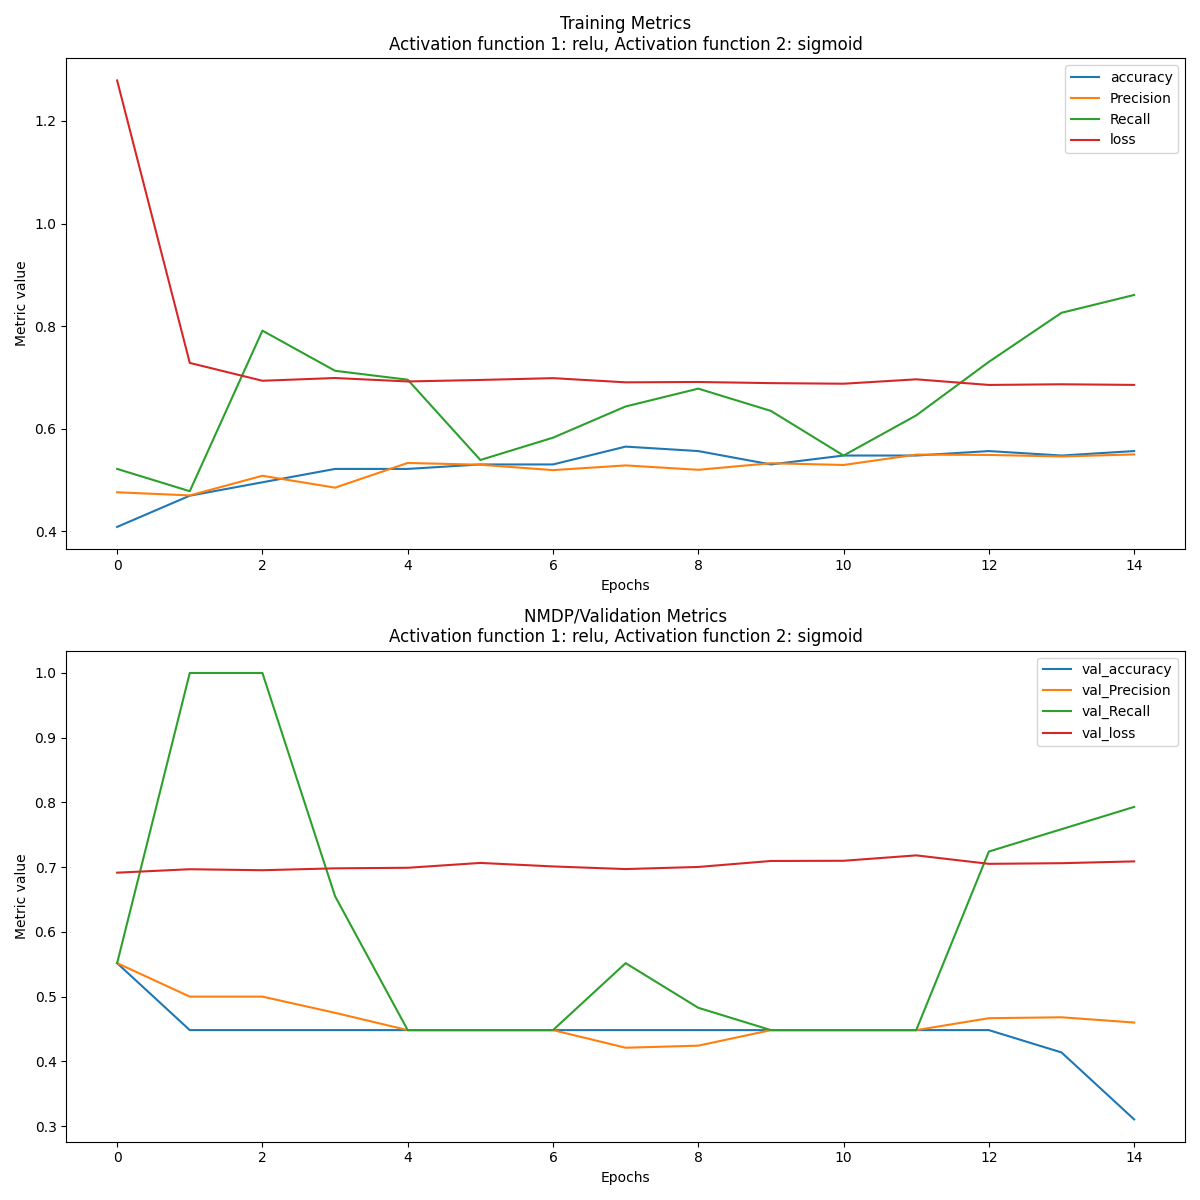 Training Metrics
Activation function 1: relu, Activation function 2: sigmoid
accuracy
Precision
Recall
loss
Metric value
1.2
1.0
0.8
0.6
0.4
0 2 4 6 8 10 12 14
Epochs
NMDP/Validation Metrics
Activation function 1: relu, Activation function 2: sigmoid
val_accuracy
val_Precision
val_Recall
val_loss
Metric value
1.0
0.9
0.8
0.7
0.6
0.5
0.4
0.3
0 2 4 6 8 10 12 14
Epochs